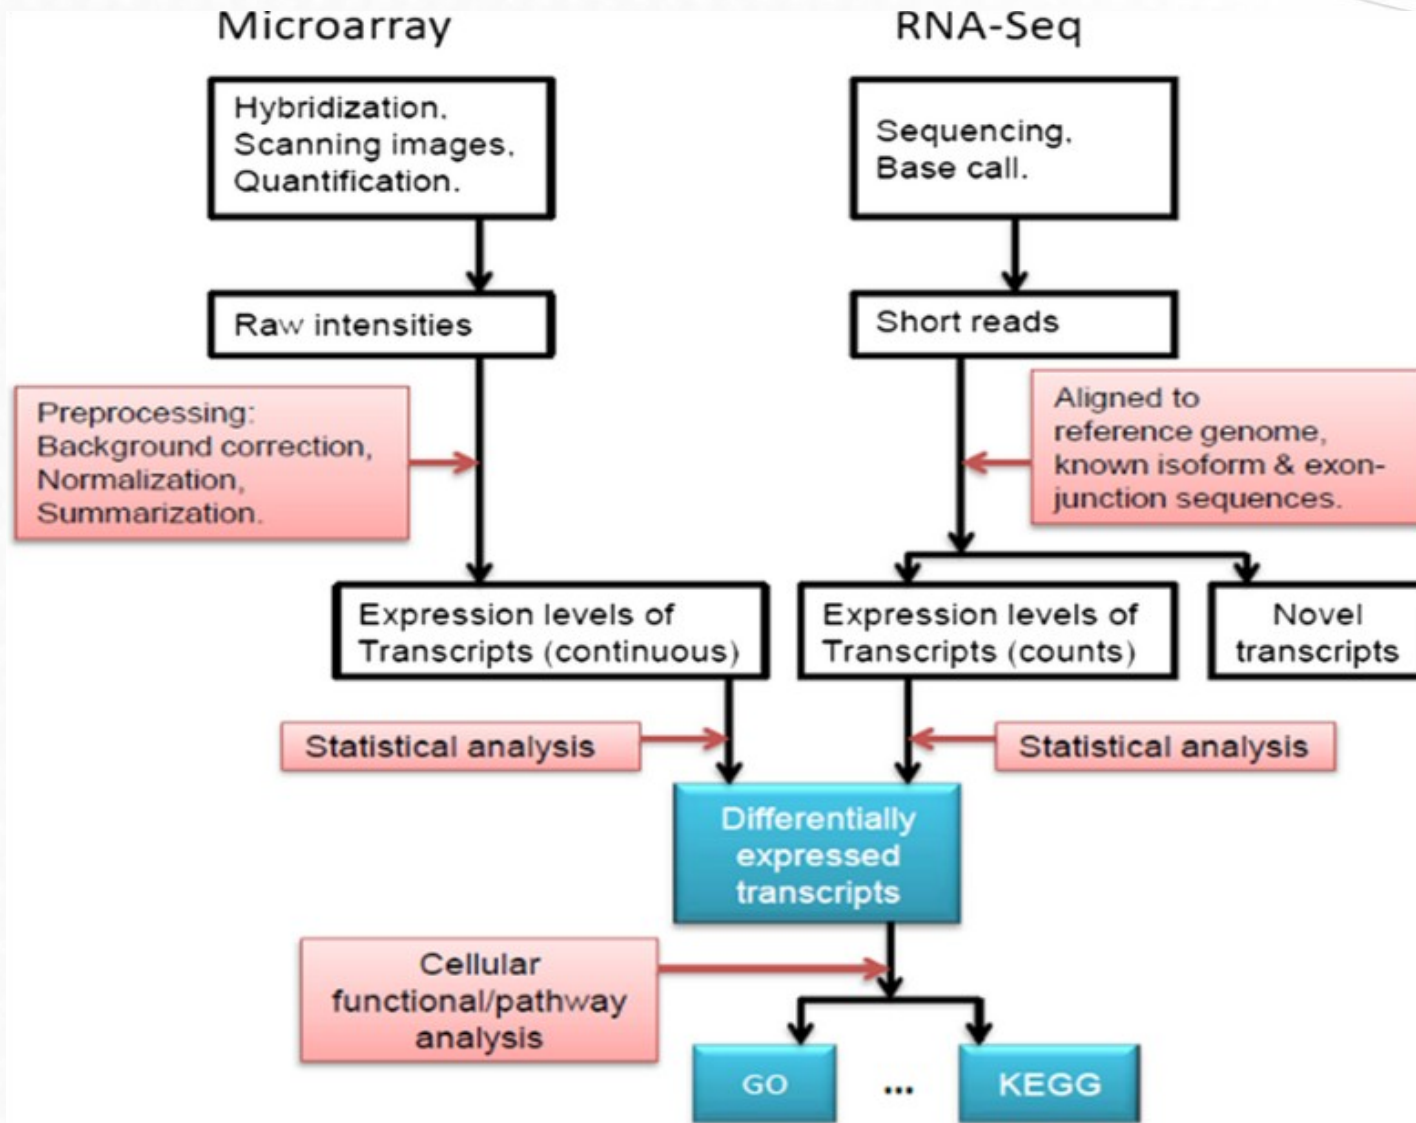 Microarray
RNA-Seq
Hybridization.
Scanning images.
Quantification.
Sequencing.
Base call.
Raw intensities
Short reads
Preprocessing:
Background correction,
Normalization,
Summarization.
Aligned to
reference genome,
known isoform & exon-
junction sequences.
Expression levels of
Transcripts (continuous)
Expression levels of
Transcripts (counts)
Novel
transcripts
Statistical analysis
Statistical analysis
Differentially
expressed
transcripts
Cellular
functional/pathway
analysis
GO
...
KEGG